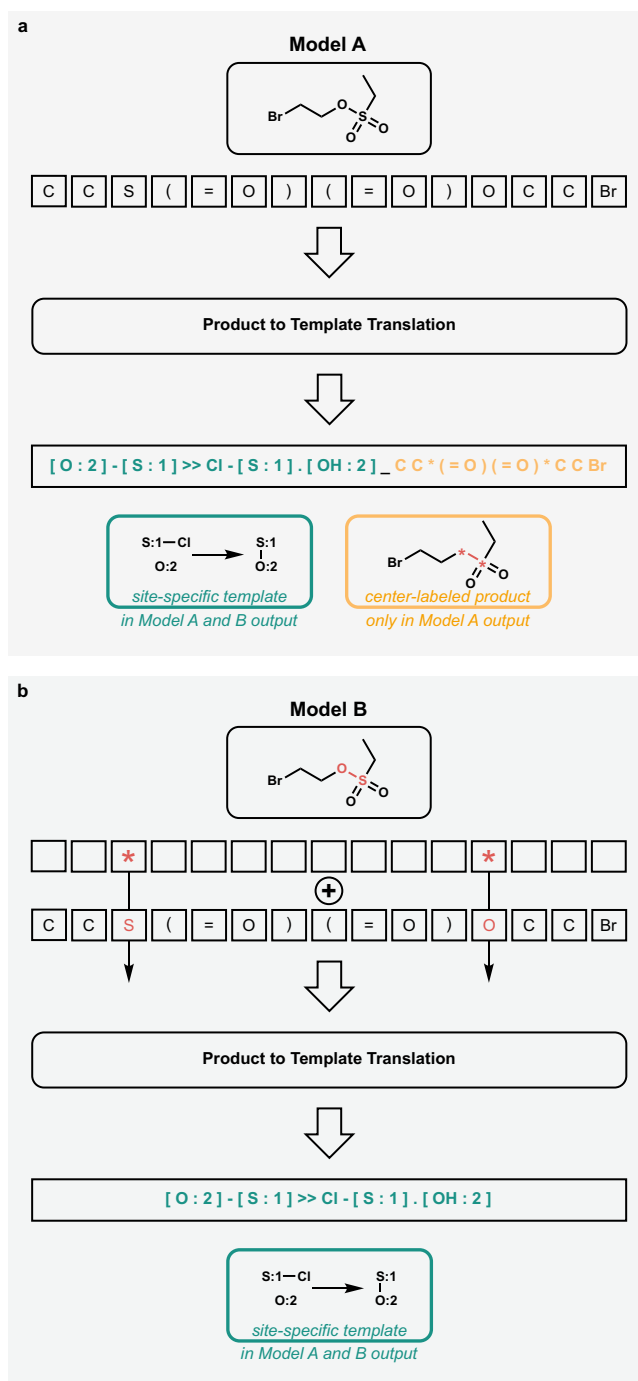 a
Model A
Br O S O O
C C S ( = O ) ( = O ) O C C Br
Product to Template Translation
[ O : 2 ] - [ S : 1 ] >> Cl - [ S : 1 ] . [ OH : 2 ] _ C C * ( = O ) ( = O ) * C C Br
S:1 Cl S:1
O:2 O:2
site-specific template
in Model A and B output
Br * * O O
center-labeled product
only in Model A output
b
Model B
Br O S O O
* *
+
C C S ( = O ) ( = O ) O C C Br
Product to Template Translation
[ O : 2 ] - [ S : 1 ] >> Cl - [ S : 1 ] . [ OH : 2 ]
S:1 Cl S:1
O:2 O:2
site-specific template
in Model A and B output